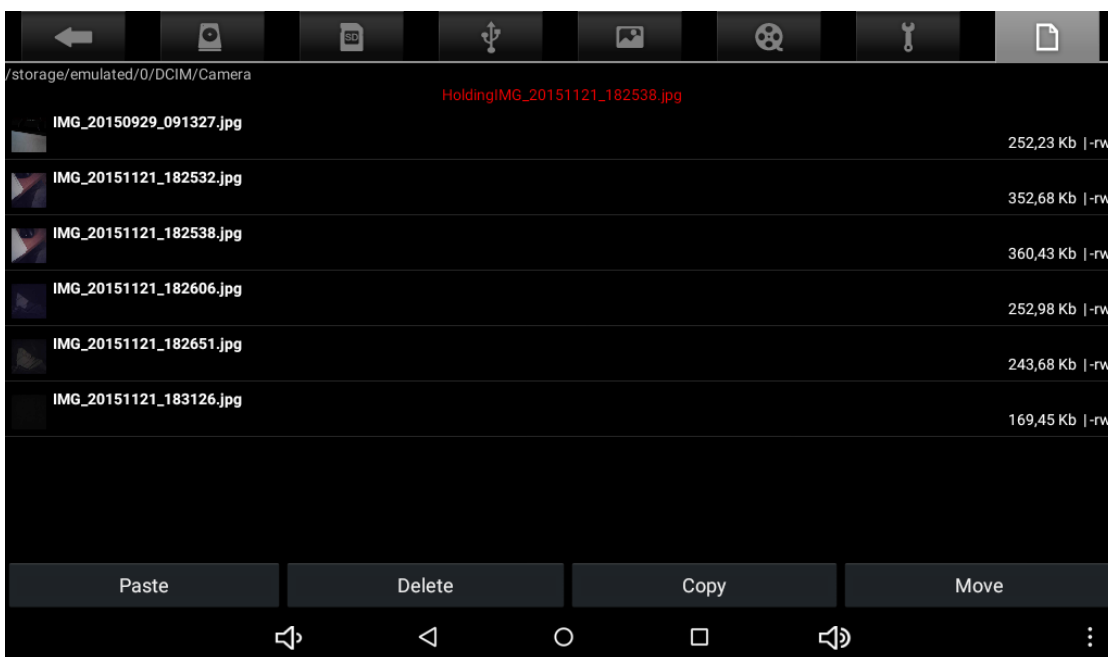 SD
/storage/emulated/0/DCIM/Camera
HoldingIMG_20151121_182538.jpg
IMG_20150929_091327.jpg
252,23 Kb |-rw
IMG_20151121_182532.jpg
352,68 Kb |-rw
IMG_20151121_182538.jpg
360,43 Kb |-rw
IMG_20151121_182606.jpg
252,98 Kb |-rw
IMG_20151121_182651.jpg
243,68 Kb |-rw
IMG_20151121_183126.jpg
169,45 Kb |-rw
Paste Delete Copy Move